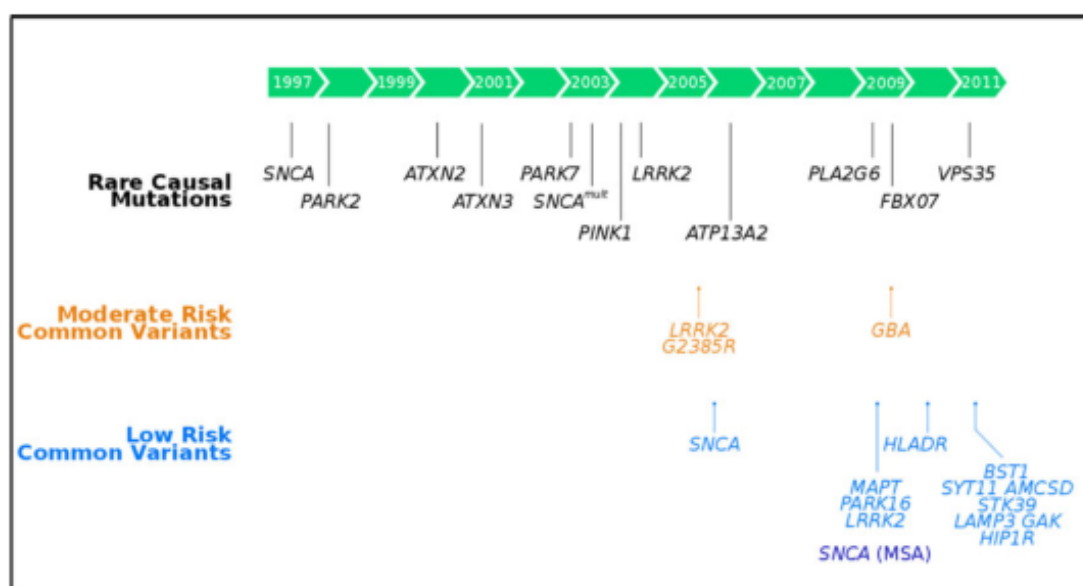 1997 1999 2001 2003 2005 2007 2009 2011
Rare Causal
Mutations
SNCA
PARK2
ATXN2
ATXN3
PARK7
SNCAmult
PINK1
LRRK2
ATP13A2
PLA2G6
FBX07
VPS35
Moderate Risk
Common Variants
LRRK2
G2385R
GBA
Low Risk
Common Variants
SNCA
MAPT
PARK16
LRRK2
SNCA (MSA)
HLADR
BST1
SYT11 AMCSD
STK39
LAMP3 GAK
HIP1R